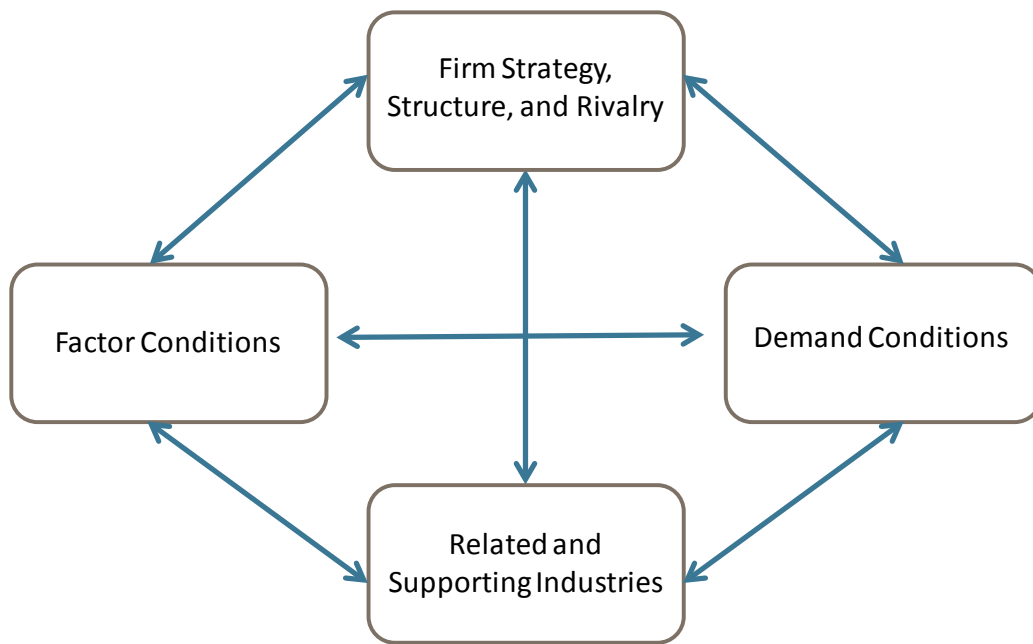 Firm Strategy,
Structure, and Rivalry
Factor Conditions
Demand Conditions
Related and
Supporting Industries